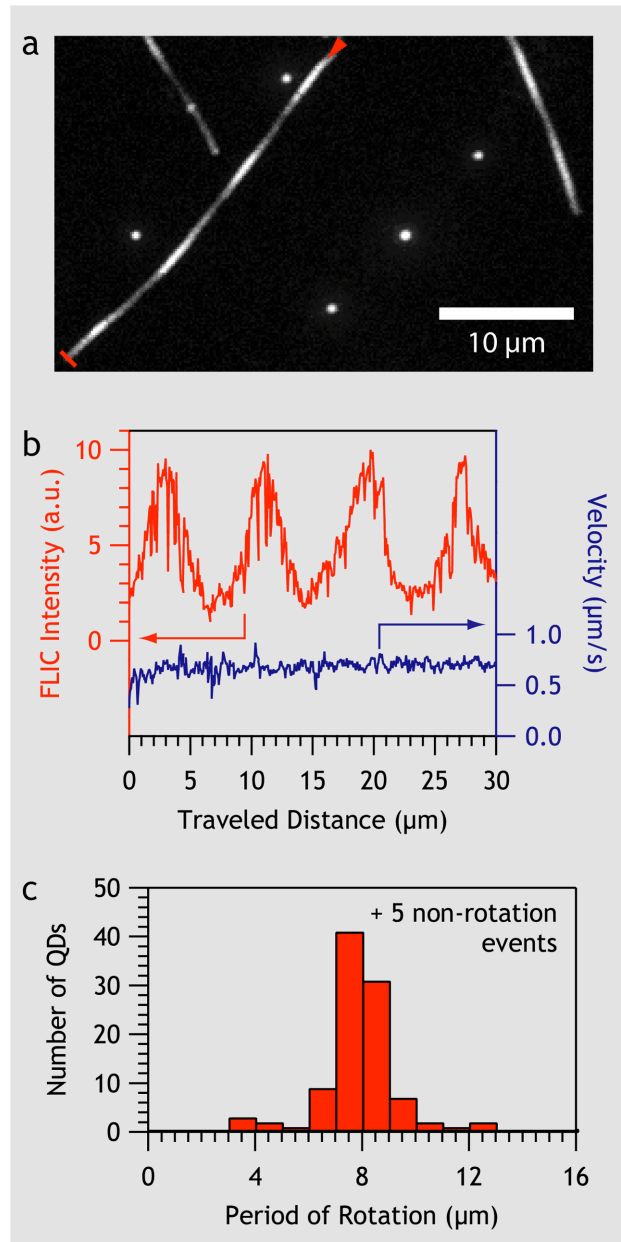 a
10 µm
b
FLIC Intensity (a.u.)
10
5
0
Velocity (µm/s)
1.0
0.5
0.0
0 5 10 15 20 25 30
Traveled Distance (µm)
c
Number of QDs
50
40
30
20
10
0
+ 5 non-rotation
events
0 4 8 12 16
Period of Rotation (µm)